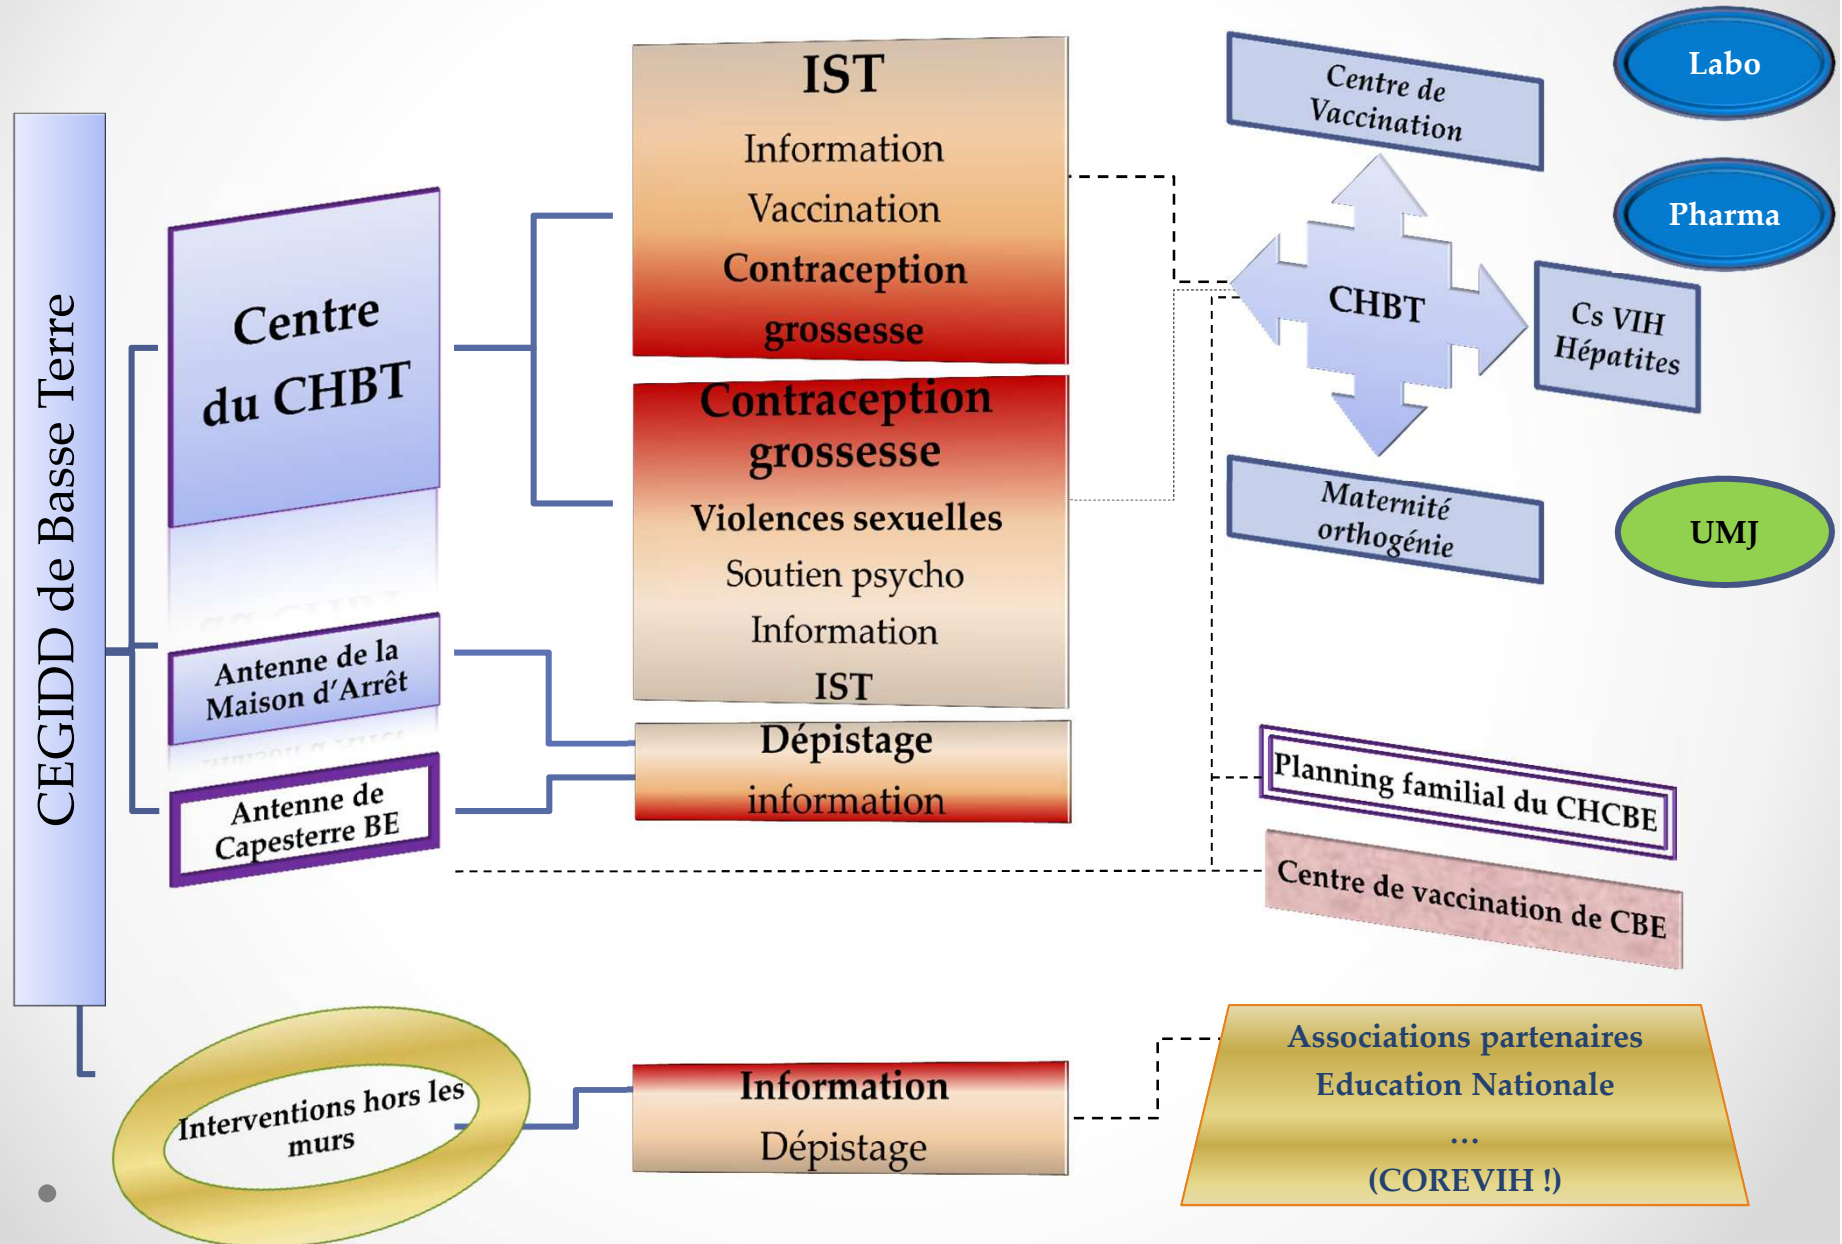 CEGIDD de Basse Terre
Centre
du CHBT
Antenne de la
Maison d'Arrêt
Antenne de
Capesterre BE
Interventions hors les
murs
IST
Information
Vaccination
Contraception
grossesse
Contraception
grossesse
Violences sexuelles
Soutien psycho
Information
IST
Dépistage
information
Information
Dépistage
Centre de
Vaccination
CHBT
Cs VIH
Hépatites
Maternité
orthogénie
Labo
Pharma
UMJ
Planning familial du CHCBE
Centre de vaccination de CBE
Associations partenaires
Education Nationale
...
(COREVIH !)